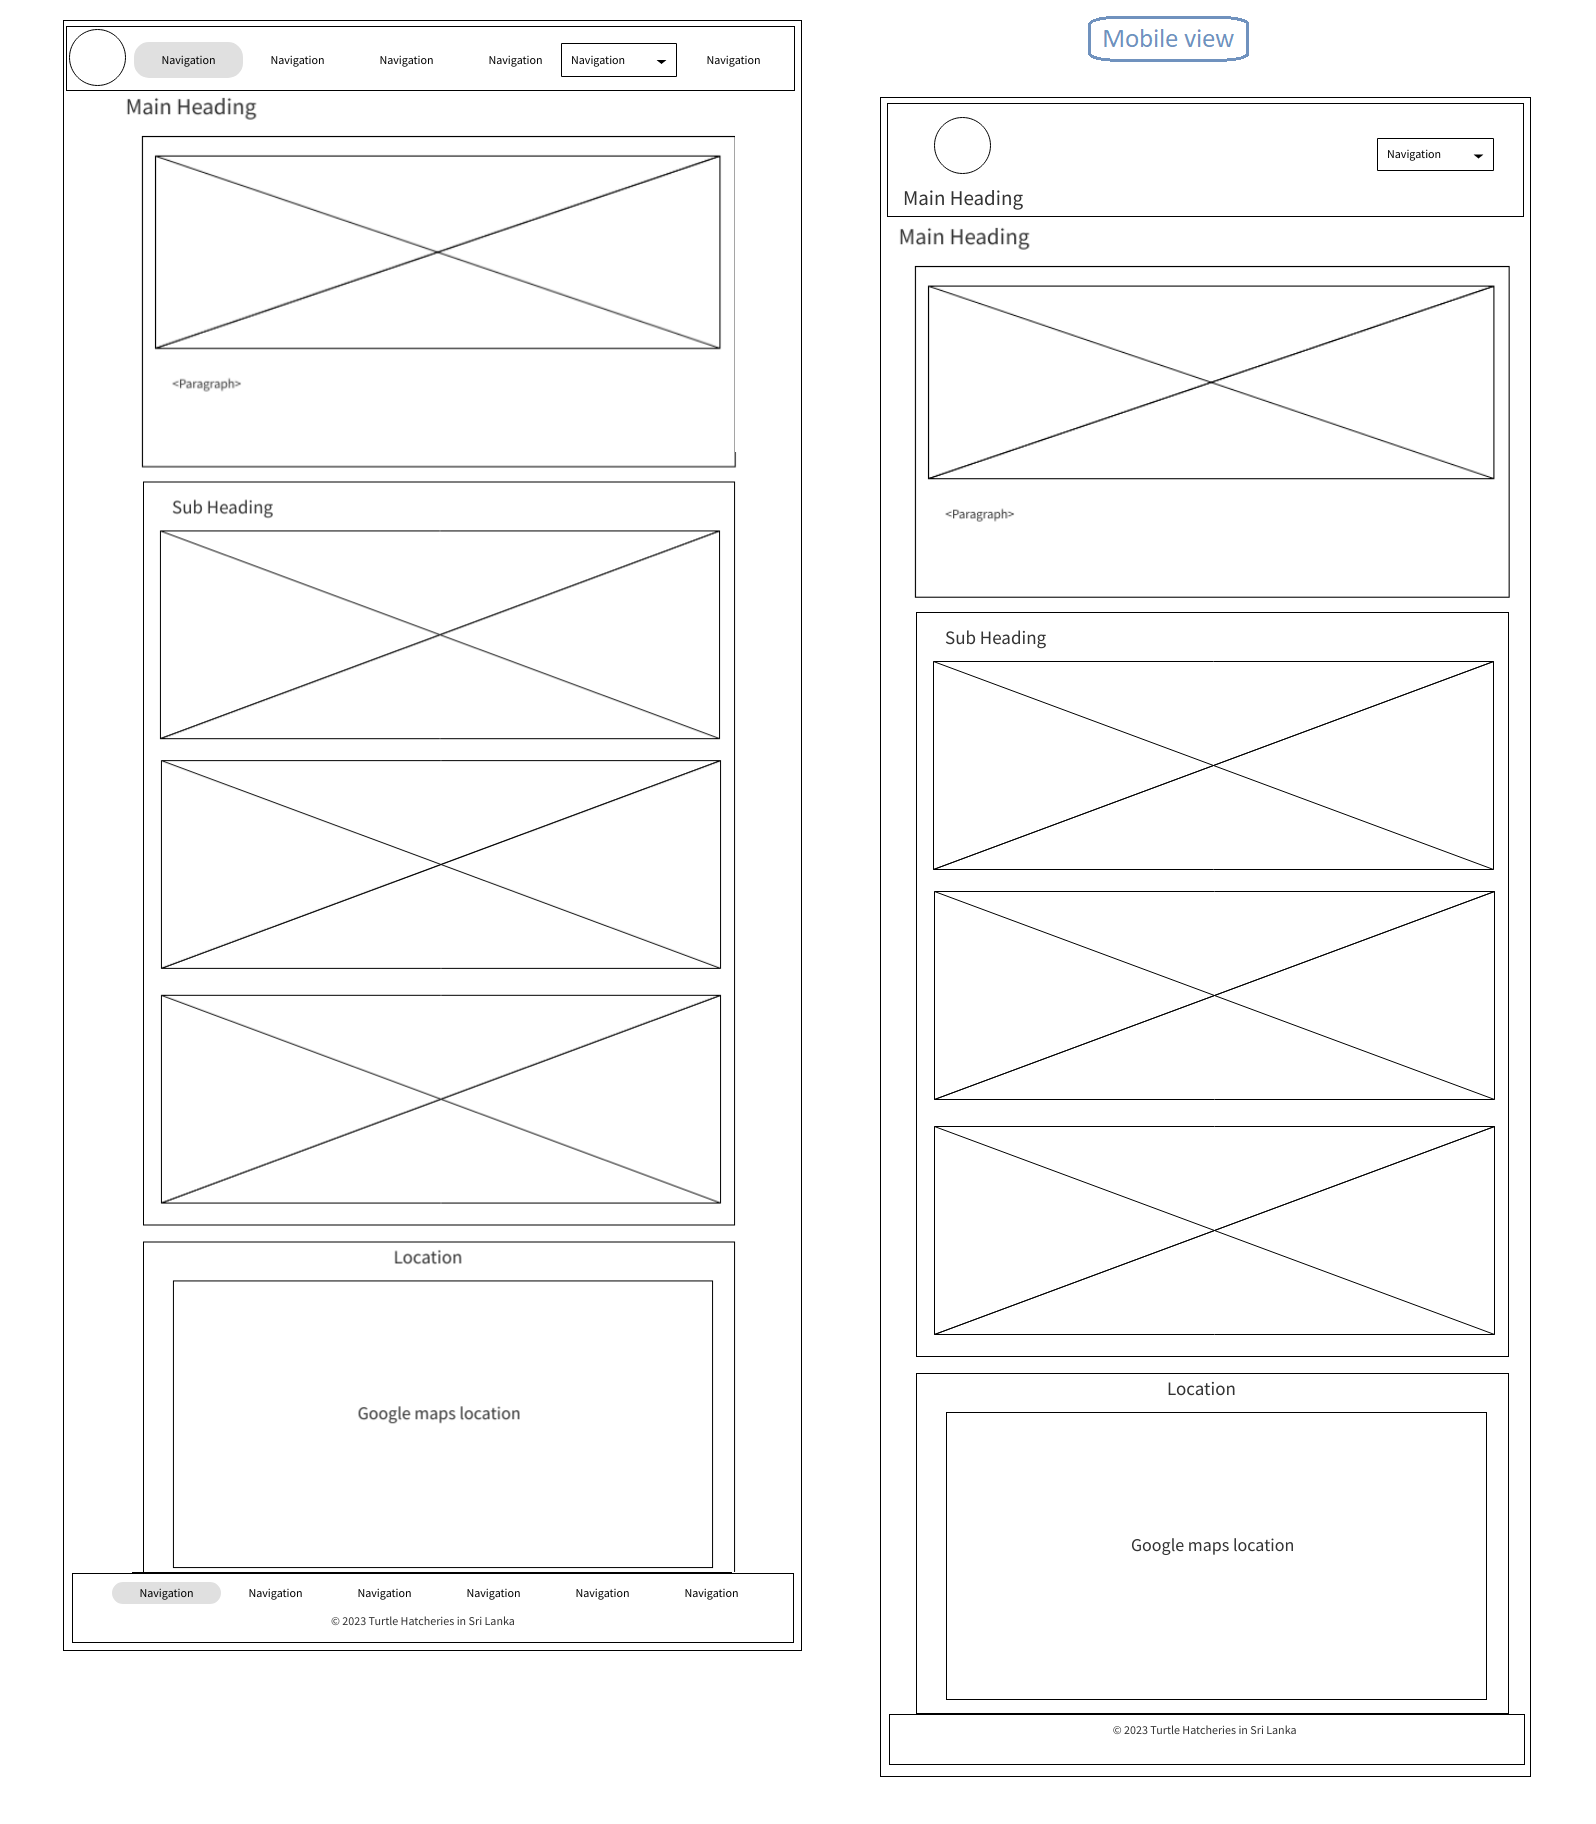 Navigation Navigation Navigation Navigation Navigation Navigation
Main Heading
<Paragraph>
Sub Heading
Location
Google maps location
Navigation Navigation Navigation Navigation Navigation Navigation
© 2023 Turtle Hatcheries in Sri Lanka
Mobile view
Navigation
Main Heading
Main Heading
<Paragraph>
Sub Heading
Location
Google maps location
© 2023 Turtle Hatcheries in Sri Lanka